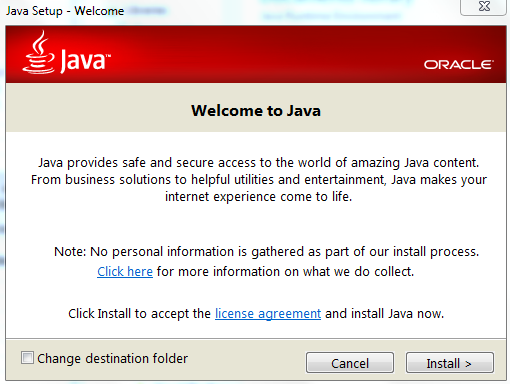 Java Setup - Welcome
Java™
ORACLE
Welcome to Java
Java provides safe and secure access to the world of amazing Java content.
From business solutions to helpful utilities and entertainment, Java makes your
internet experience come to life.
Note: No personal information is gathered as part of our install process.
Click here for more information on what we do collect.
Click Install to accept the license agreement and install Java now.
Change destination folder
Cancel
Install >